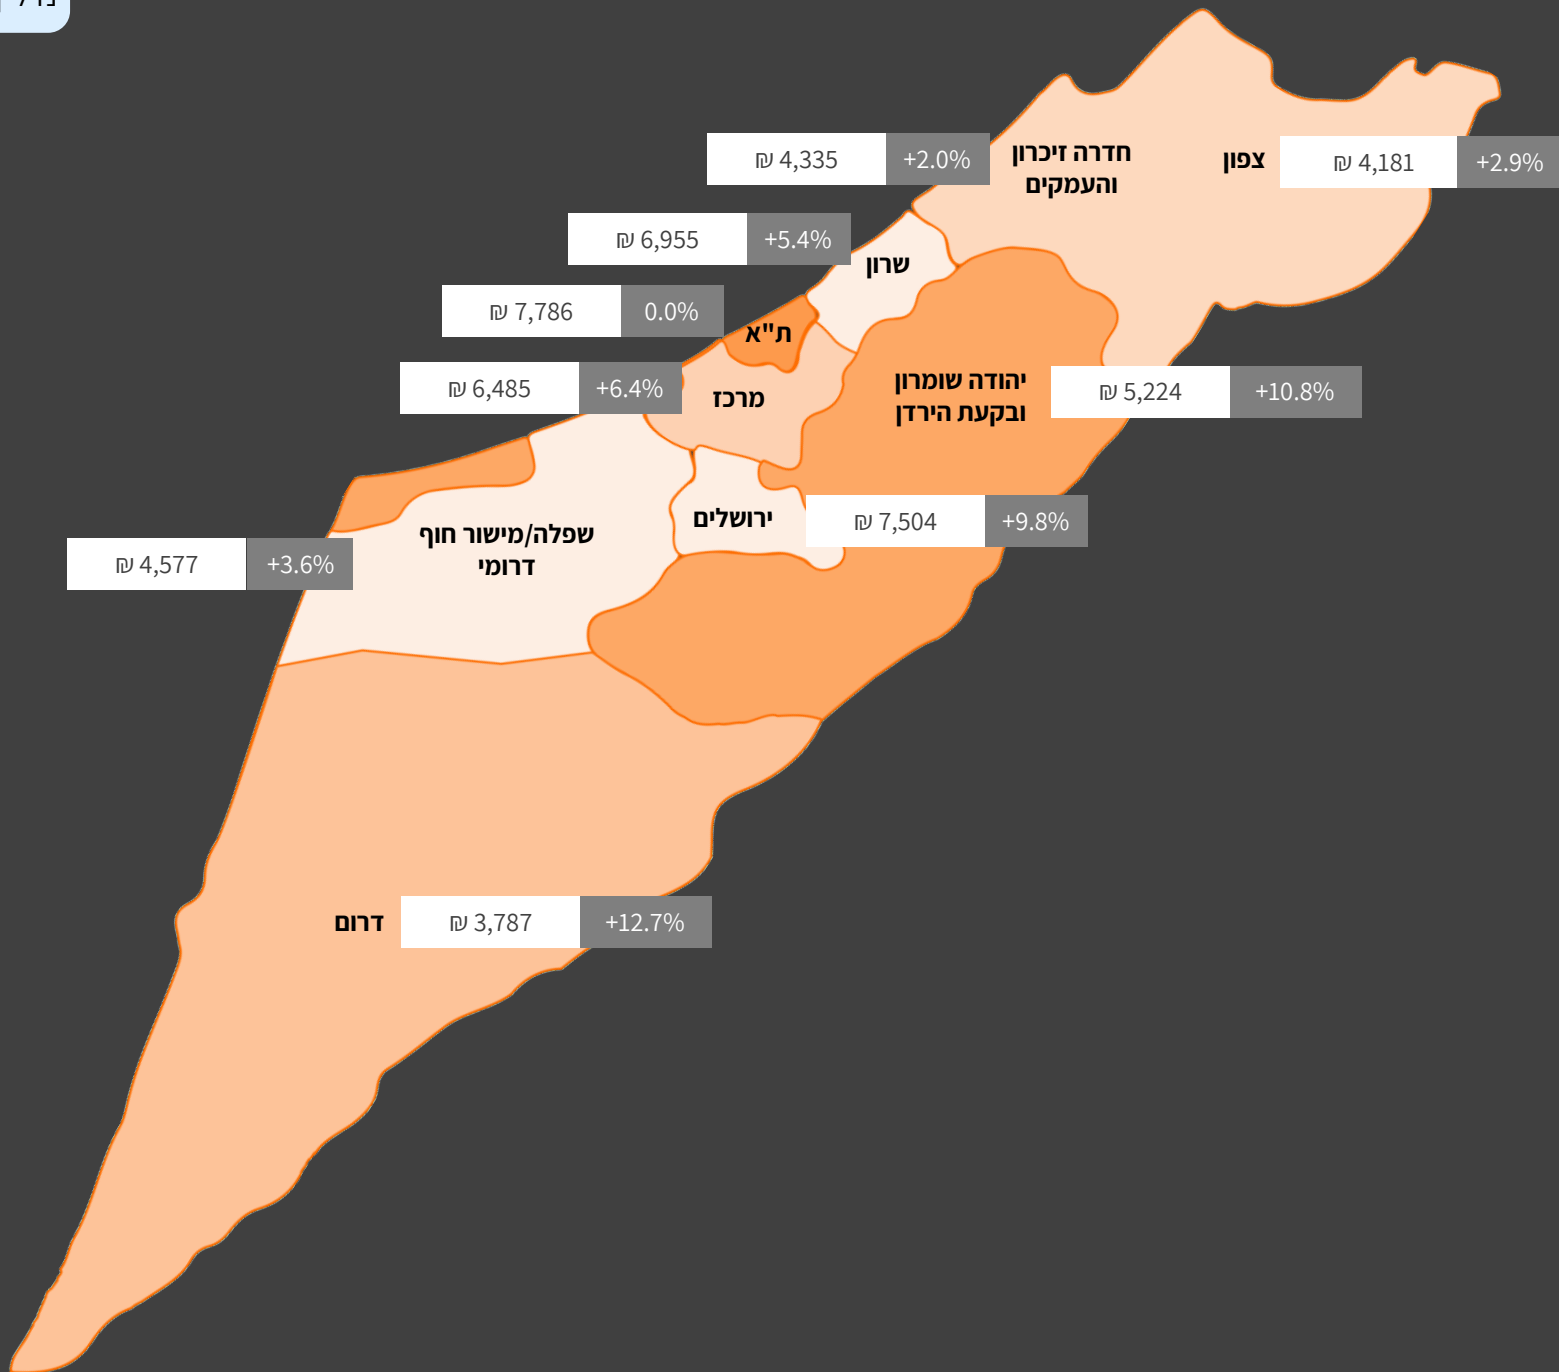 חדרה זיכרון
והעמקים
₪ 4,335
+2.0%
צפון
₪ 4,181
+2.9%
שרון
₪ 6,955
+5.4%
ת"א
₪ 7,786
0.0%
מרכז
₪ 6,485
+6.4%
יהודה שומרון
ובקעת הירדן
₪ 5,224
+10.8%
ירושלים
₪ 7,504
+9.8%
שפלה/מישור חוף
דרומי
₪ 4,577
+3.6%
דרום
₪ 3,787
+12.7%